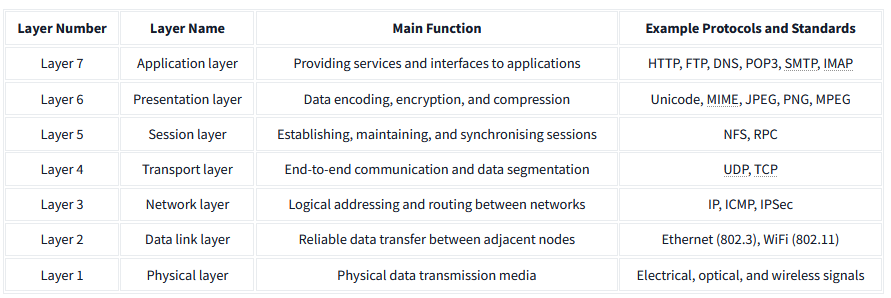 Layer Number Layer Name Main Function Example Protocols and Standards
Layer 7 Application layer Providing services and interfaces to applications HTTP, FTP, DNS, POP3, SMTP, IMAP
Layer 6 Presentation layer Data encoding, encryption, and compression Unicode, MIME, JPEG, PNG, MPEG
Layer 5 Session layer Establishing, maintaining, and synchronising sessions NFS, RPC
Layer 4 Transport layer End-to-end communication and data segmentation UDP, TCP
Layer 3 Network layer Logical addressing and routing between networks IP, ICMP, IPSec
Layer 2 Data link layer Reliable data transfer between adjacent nodes Ethernet (802.3), WiFi (802.11)
Layer 1 Physical layer Physical data transmission media Electrical, optical, and wireless signals